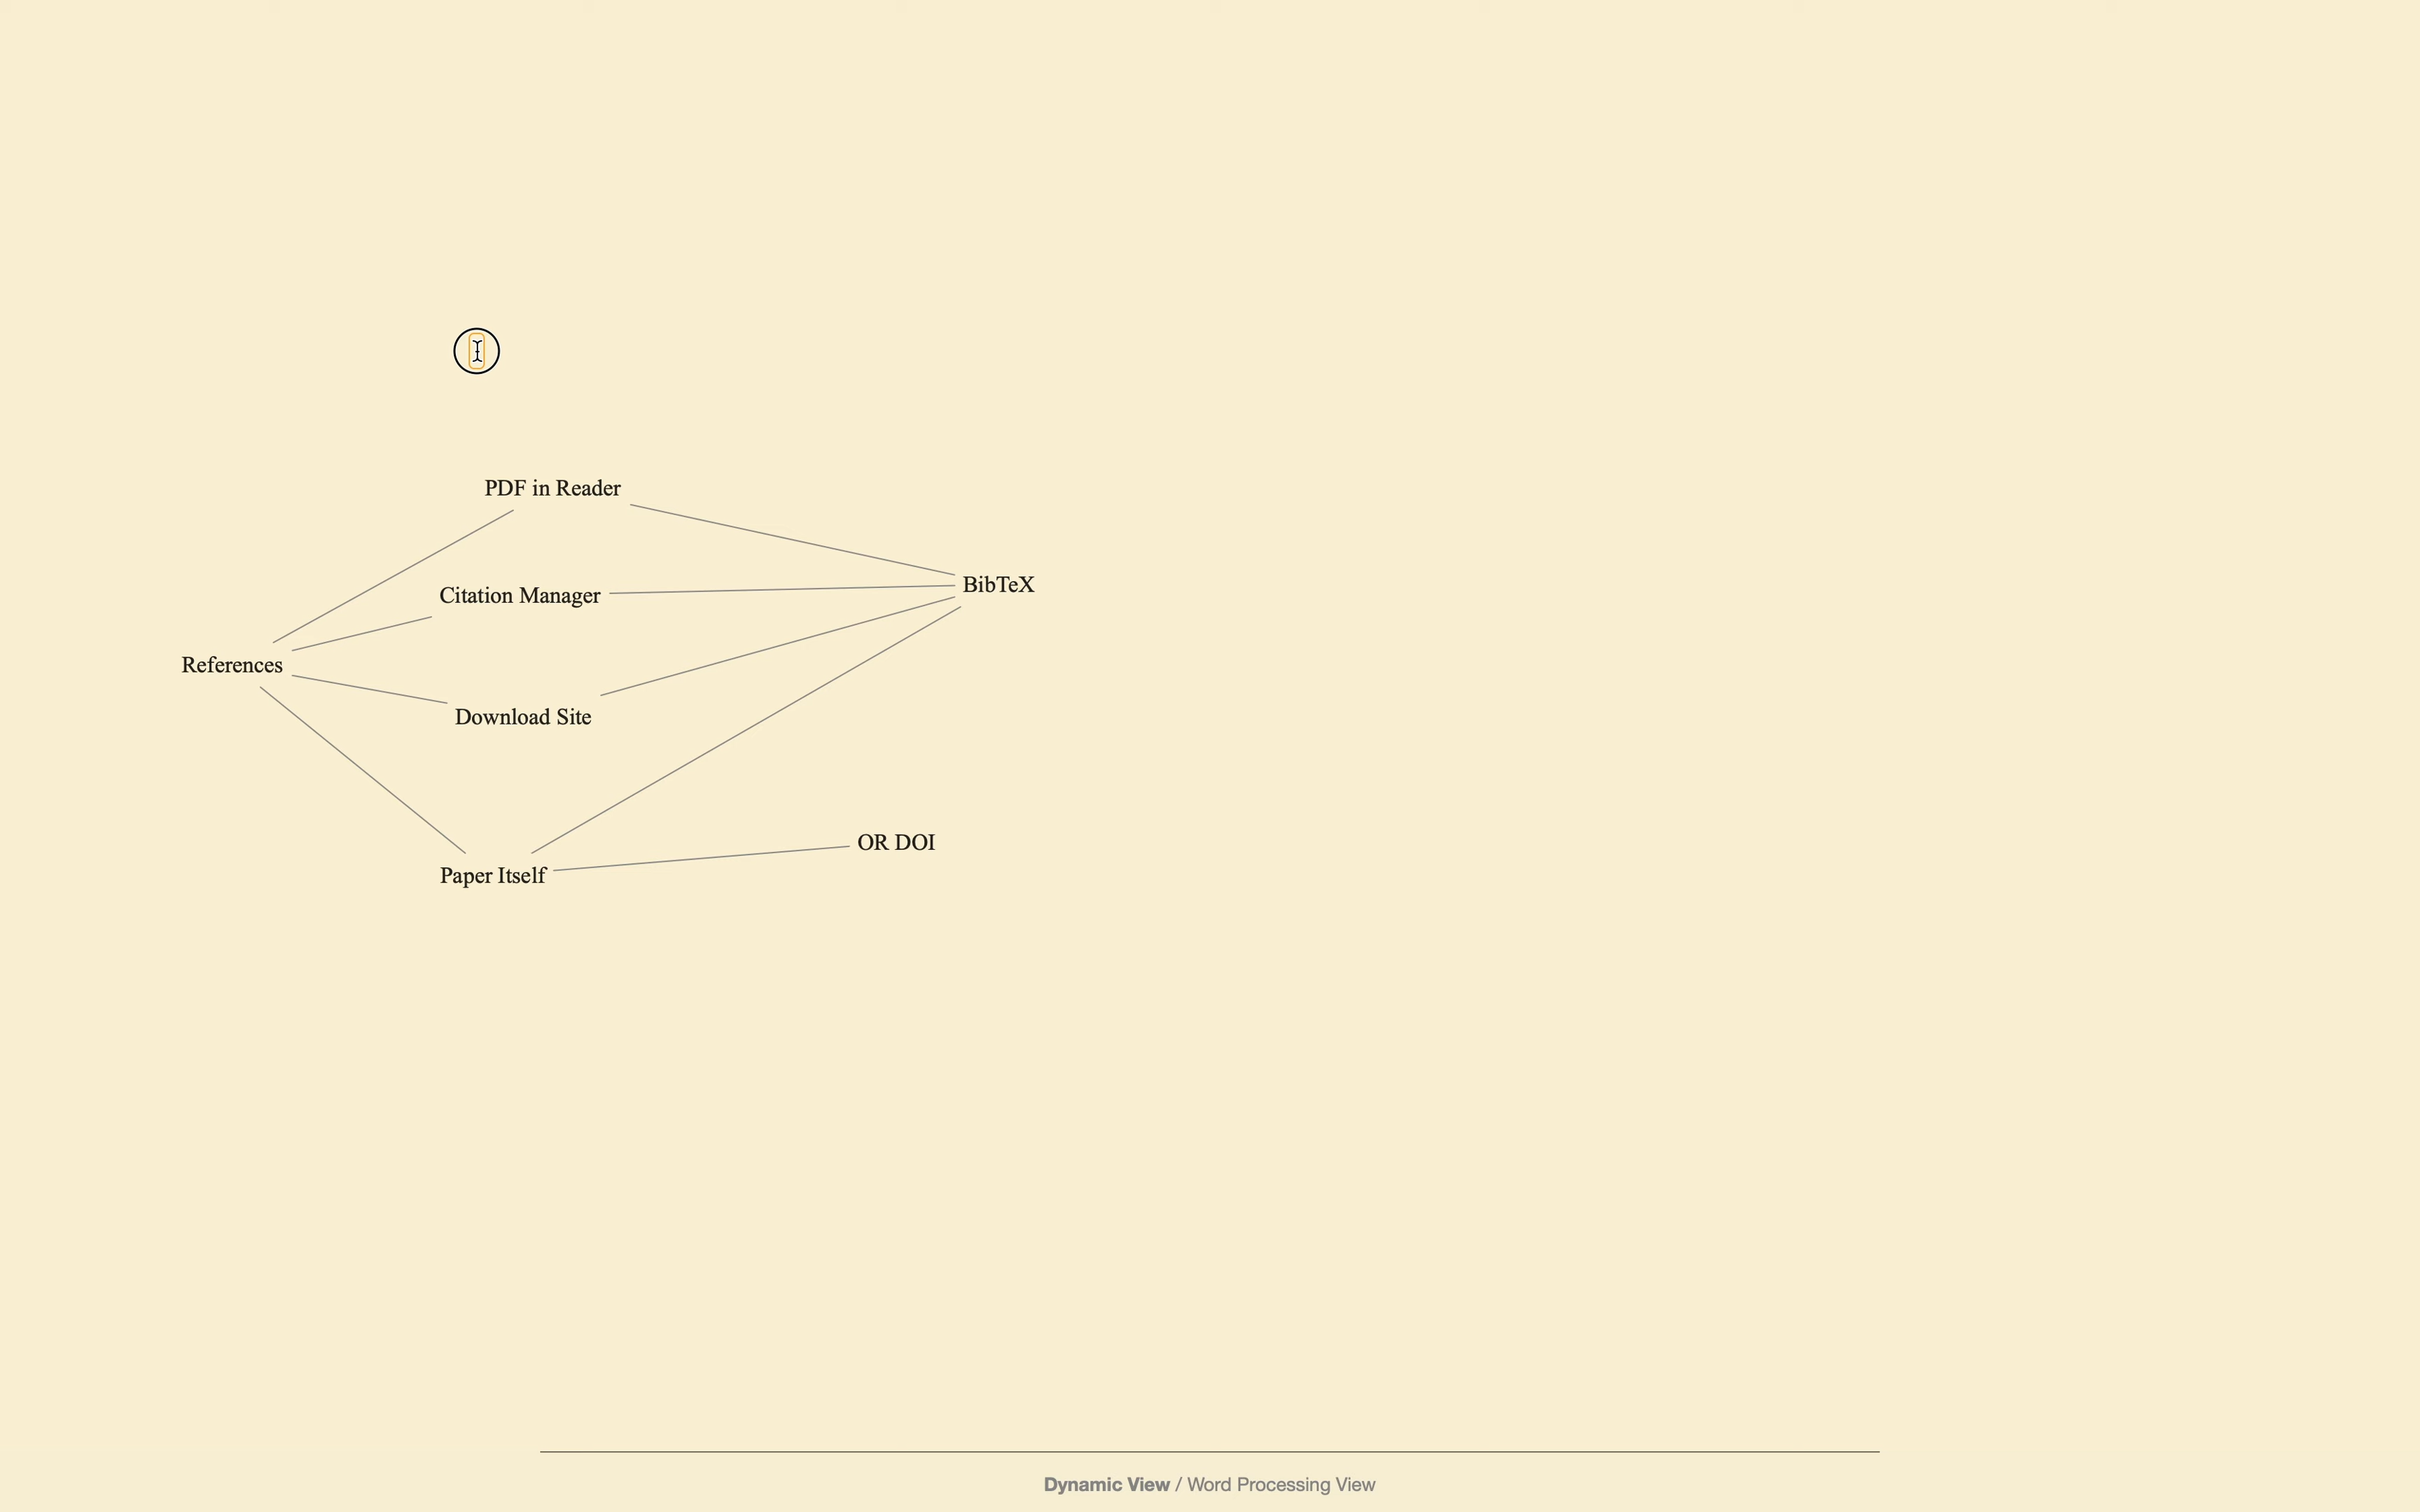 PDF in Reader
BibTeX
Citation Manager
References
Download Site
OR DOI
Paper Itself
Dynamic View / Word Processing View